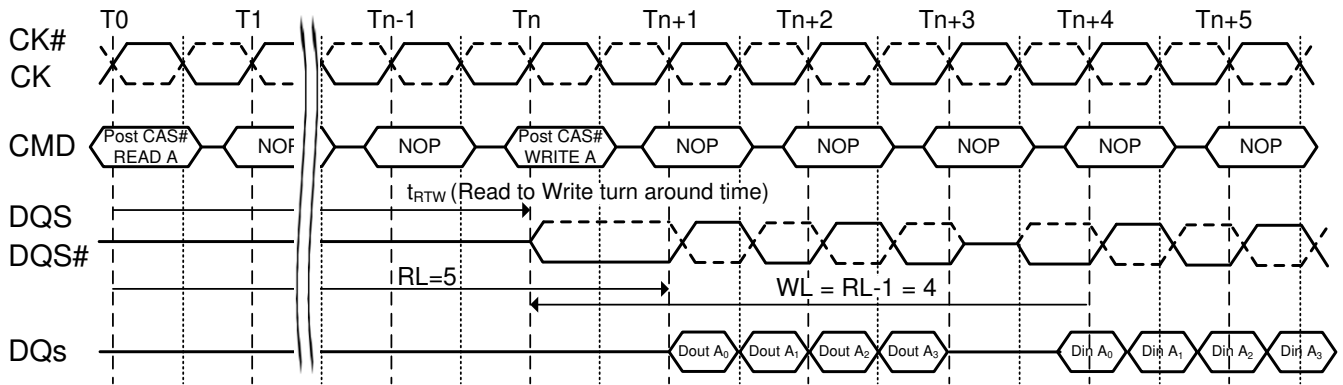 T0 T1 Tn-1 Tn Tn+1 Tn+2 Tn+3 Tn+4 Tn+5
CK#
CK
CMD
Post CAS#
READ A
NOP
NOP
Post CAS#
WRITE A
NOP
NOP
NOP
NOP
NOP
tRTW (Read to Write turn around time)
DQS
DQS#
RL=5
WL = RL-1 = 4
DQs
Dout A0 Dout A1 Dout A2 Dout A3 Din A0 Din A1 Din A2 Din A3